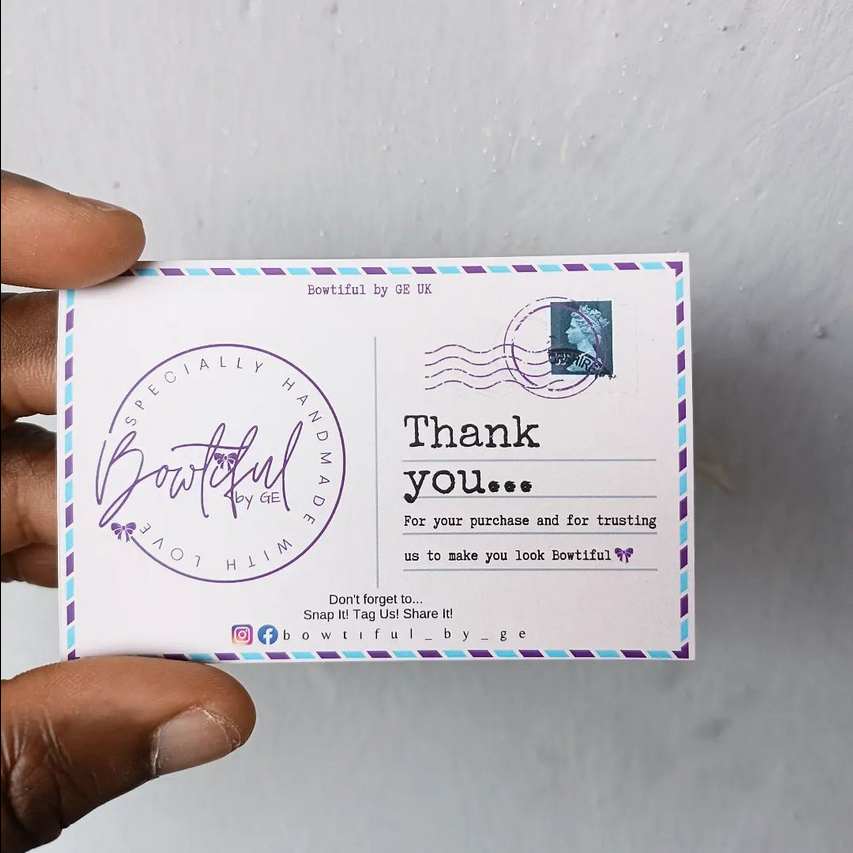 Bowtiful by GE UK
SPECIALLY HANDMADE WITH LOVE
Bowtiful
by GE
Thank
you...
For your purchase and for trusting
us to make you look Bowtiful
Don't forget to...
Snap It! Tag Us! Share It!
bowtiful_by_ge